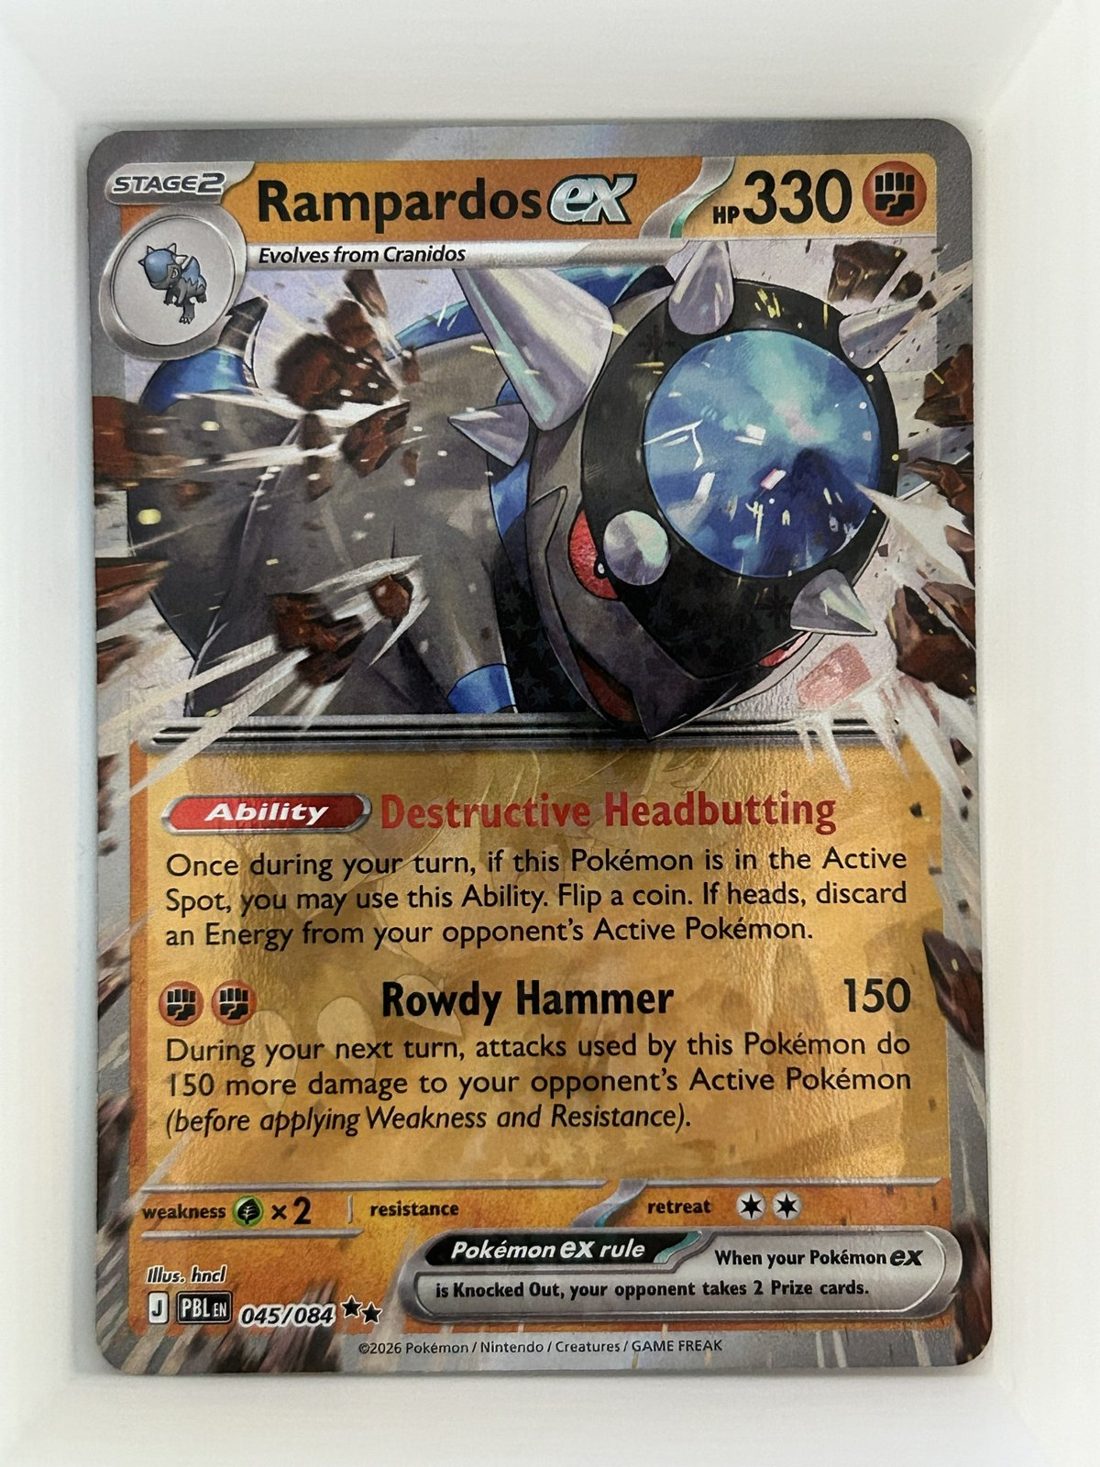 STAGE2
Rampardos ex
HP 330
Evolves from Cranidos
Ability Destructive Headbutting
Once during your turn, if this Pokémon is in the Active
Spot, you may use this Ability. Flip a coin. If heads, discard
an Energy from your opponent's Active Pokémon.
Rowdy Hammer 150
During your next turn, attacks used by this Pokémon do
150 more damage to your opponent's Active Pokémon
(before applying Weakness and Resistance).
weakness ×2 resistance retreat
Pokémon ex rule When your Pokémon ex
is Knocked Out, your opponent takes 2 Prize cards.
Illus. hncl
J PBL EN 045/084
©2026 Pokémon / Nintendo / Creatures / GAME FREAK